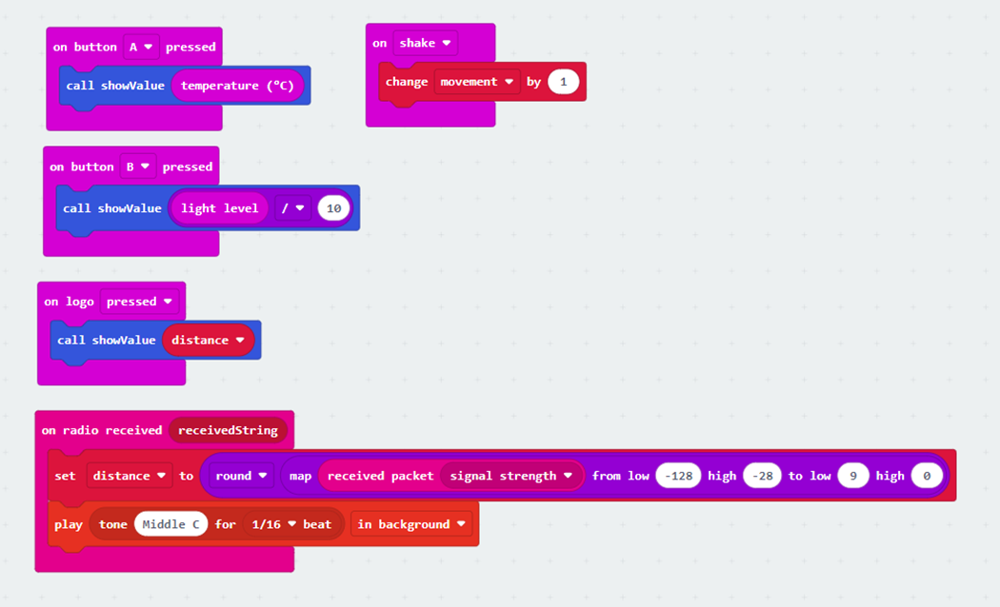 on button A pressed
call showValue temperature (°C)
on shake
change movement by 1
on button B pressed
call showValue light level / 10
on logo pressed
call showValue distance
on radio received receivedString
set distance to round map received packet signal strength from low -128 high -28 to low 9 high 0
play tone Middle C for 1/16 beat in background